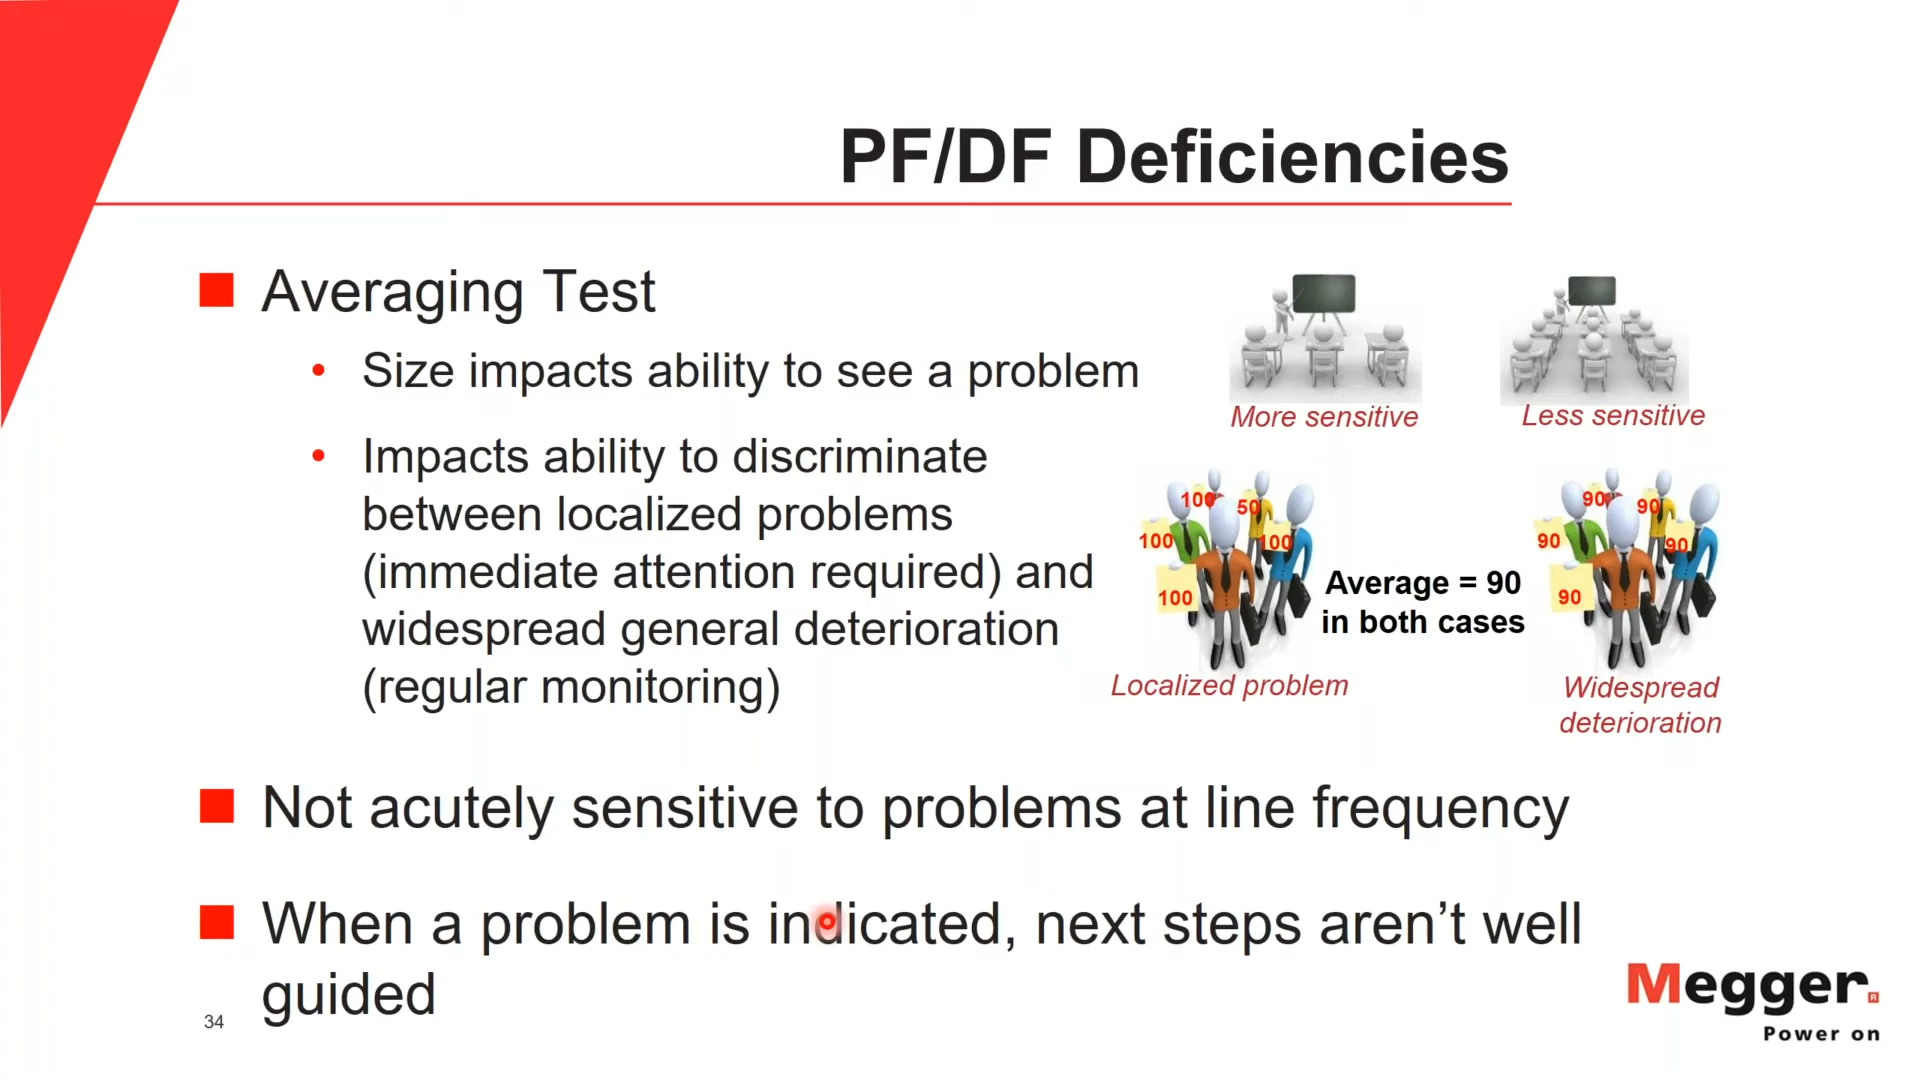 PF/DF Deficiencies
Averaging Test
• Size impacts ability to see a problem
• Impacts ability to discriminate
between localized problems
(immediate attention required) and
widespread general deterioration
(regular monitoring)
More sensitive
Less sensitive
100
50
100
100
100
Localized problem
Average = 90
in both cases
90
90
90
90
90
Widespread
deterioration
Not acutely sensitive to problems at line frequency
When a problem is indicated, next steps aren’t well
guided
34
Megger®
Power on